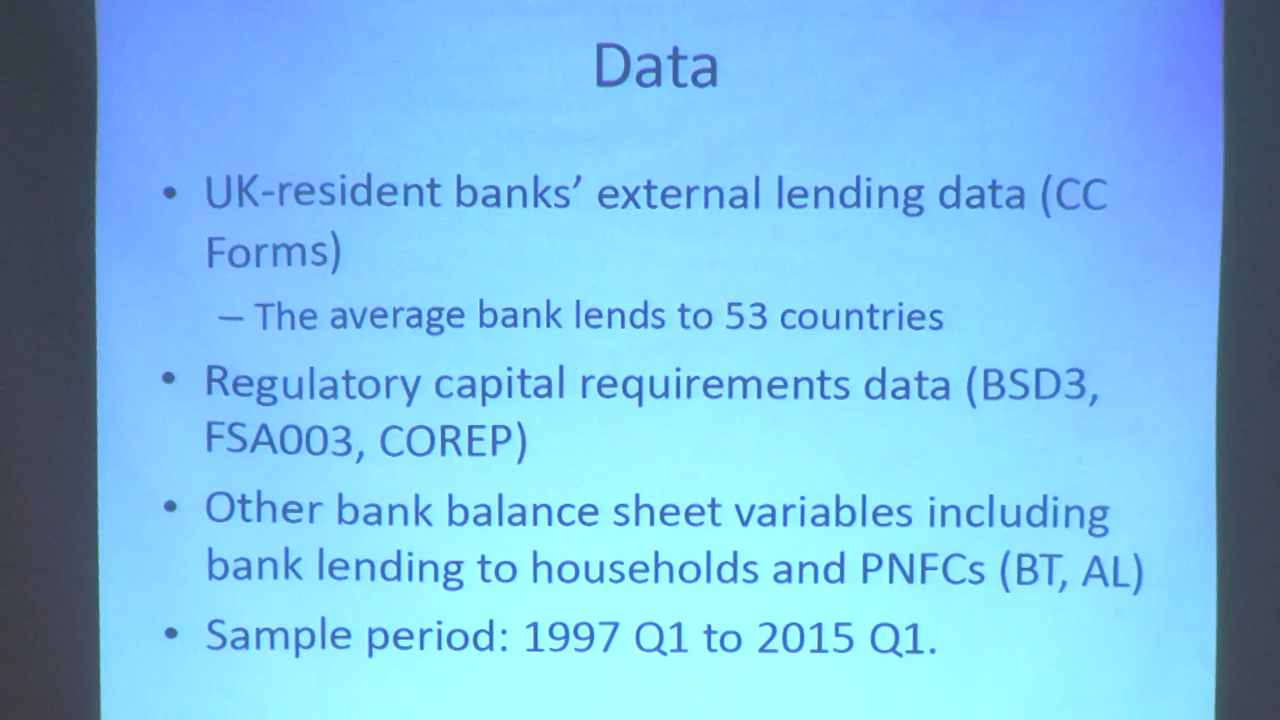 Data
• UK-resident banks’ external lending data (CC
Forms)
– The average bank lends to 53 countries
• Regulatory capital requirements data (BSD3,
FSA003, COREP)
• Other bank balance sheet variables including
bank lending to households and PNFCs (BT, AL)
• Sample period: 1997 Q1 to 2015 Q1.